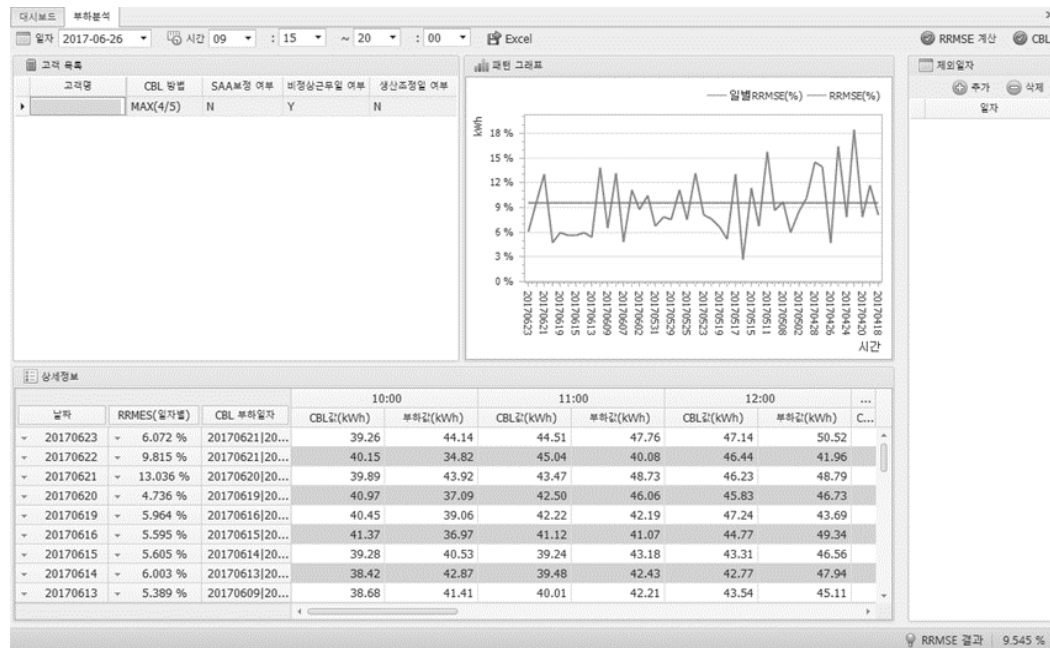 대시보드 부하분석
일자 2017-06-26 시간 09 : 15 ~ 20 : 00 Excel RRMSE 계산 CBL
고객 목록
고객명 CBL 방법 SAA보정 여부 비정상근무일 여부 생산조정일 여부
MAX(4/5) N Y N
패턴 그래프
일별RRMSE(%) RRMSE(%)
kWh
18 %
15 %
12 %
9 %
6 %
3 %
0 %
20170623 20170621 20170619 20170615 20170613 20170609 20170607 20170602 20170531 20170529 20170525 20170523 20170519 20170517 20170515 20170511 20170508 20170502 20170428 20170426 20170424 20170420 20170418
시간
제외일자
추가 삭제
일자
상세정보
10:00 11:00 12:00 ...
날짜 RRMES(일자별) CBL 부하일자 CBL값(kWh) 부하값(kWh) CBL값(kWh) 부하값(kWh) CBL값(kWh) 부하값(kWh) C...
20170623 6.072 % 20170621|20... 39.26 44.14 44.51 47.76 47.14 50.52
20170622 9.815 % 20170621|20... 40.15 34.82 45.04 40.08 46.44 41.96
20170621 13.036 % 20170620|20... 39.89 43.92 43.47 48.73 46.23 48.79
20170620 4.736 % 20170619|20... 40.97 37.09 42.50 46.06 45.83 46.73
20170619 5.964 % 20170616|20... 40.45 39.06 42.22 42.19 47.24 43.69
20170616 5.595 % 20170615|20... 41.37 36.97 41.12 41.07 44.77 49.34
20170615 5.605 % 20170614|20... 39.28 40.53 39.24 43.18 43.31 46.56
20170614 6.003 % 20170613|20... 38.42 42.87 39.48 42.43 42.77 47.94
20170613 5.389 % 20170609|20... 38.68 41.41 40.01 42.21 43.54 45.11
RRMSE 결과 9.545 %